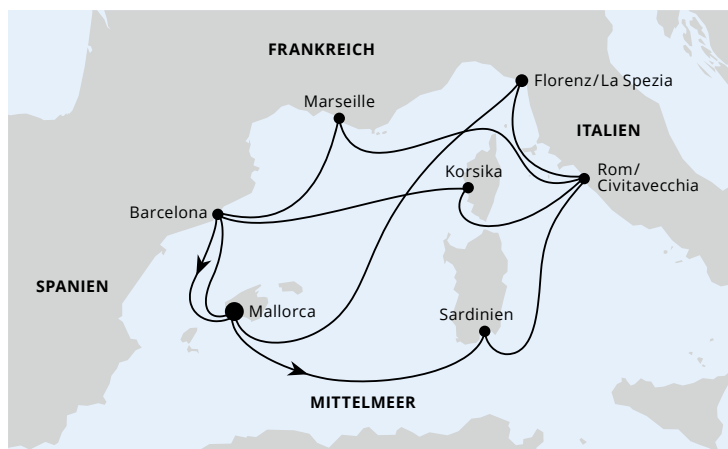 FRANKREICH
Florenz/La Spezia
Marseille
ITALIEN
Korsika
Rom/
Civitavecchia
Barcelona
SPANIEN
Mallorca
Sardinien
MITTELMEER